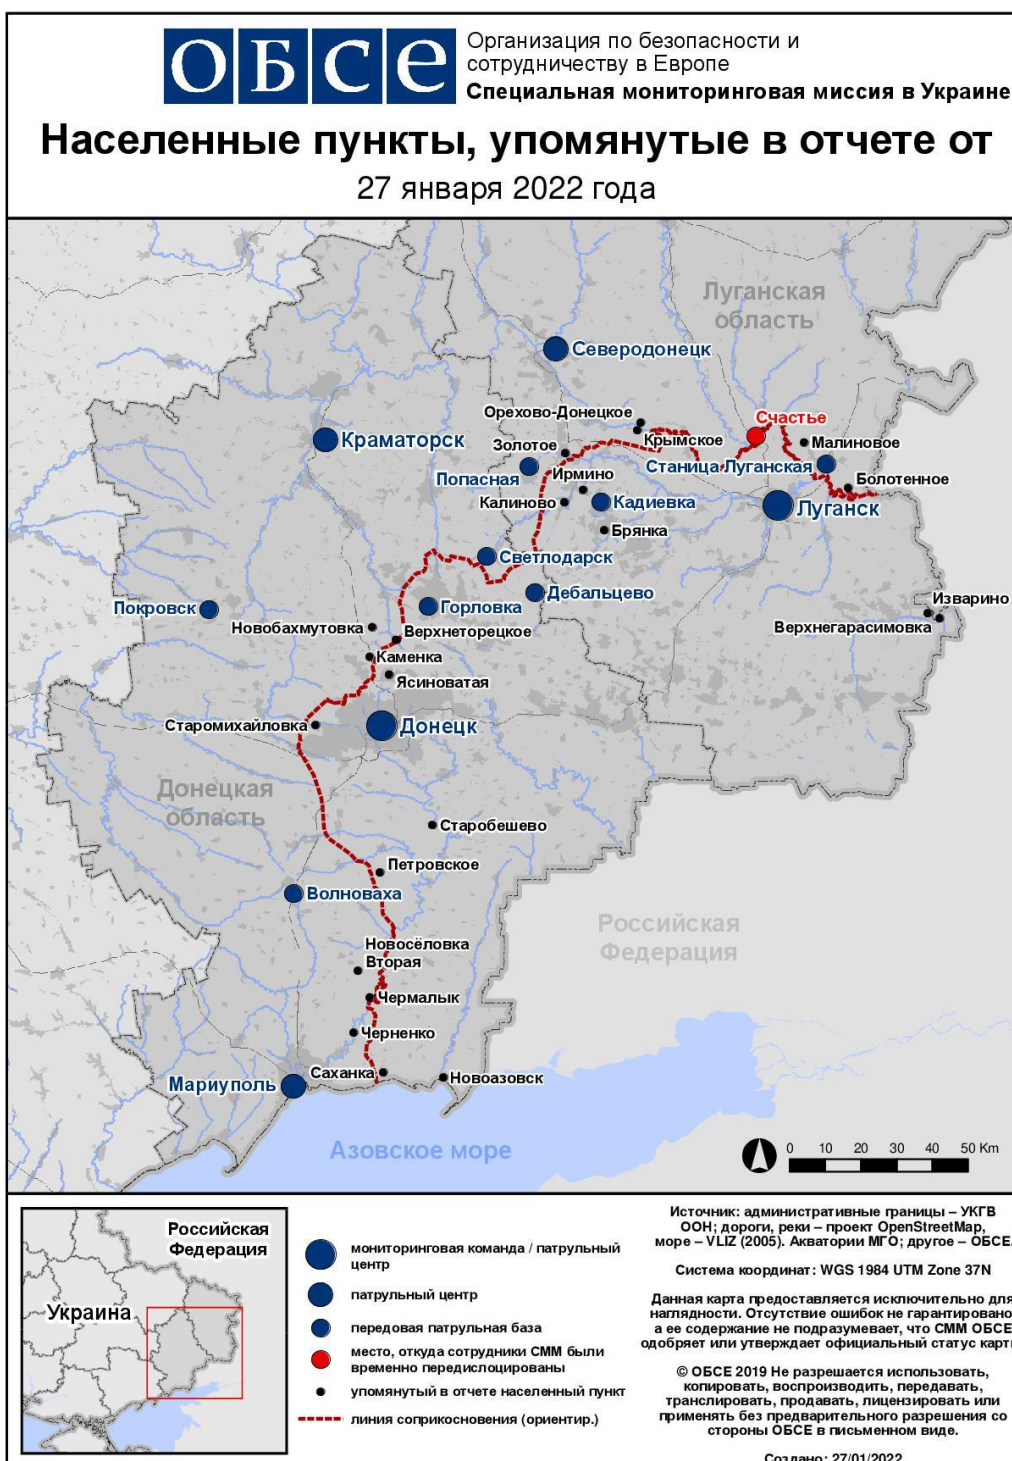 ОБСЕ
Организация по безопасности и
сотрудничеству в Европе
Специальная мониторинговая миссия в Украине
Населенные пункты, упомянутые в отчете от
27 января 2022 года
Луганская
область
Северодонецк
Орехово-Донецкое
Счастье
Краматорск
Крымское
Малиновое
Золотое
Станица Луганская
Попасная
Ирмино
Болотенное
Калиново
Кадиевка
Луганск
Брянка
Светлодарск
Дебальцево
Изварино
Покровск
Горловка
Новобахмутовка
Верхнеторецкое
Верхнегарасимовка
Каменка
Ясиноватая
Старомихайловка
Донецк
Донецкая
область
Старобешево
Петровское
Волноваха
Российская
Федерация
Новосёловка
Вторая
Чермалык
Черненко
Саханка
Новоазовск
Мариуполь
Азовское море
0 10 20 30 40 50 Km
Российская
Федерация
Украина
мониторинговая команда / патрульный
центр
патрульный центр
передовая патрульная база
место, откуда сотрудники СММ были
временно передислоцированы
упомянутый в отчете населенный пункт
линия соприкосновения (ориентир.)
Источник: административные границы – УКГВ
ООН; дороги, реки – проект OpenStreetMap,
море – VLIZ (2005). Акватории МГО; другое – ОБСЕ.
Система координат: WGS 1984 UTM Zone 37N
Данная карта предоставляется исключительно для
наглядности. Отсутствие ошибок не гарантировано
а ее содержание не подразумевает, что СММ ОБСЕ
одобряет или утверждает официальный статус карт
© ОБСЕ 2019 Не разрешается использовать,
копировать, воспроизводить, передавать,
транслировать, продавать, лицензировать или
применять без предварительного разрешения со
стороны ОБСЕ в письменном виде.
Создано: 27/01/2022